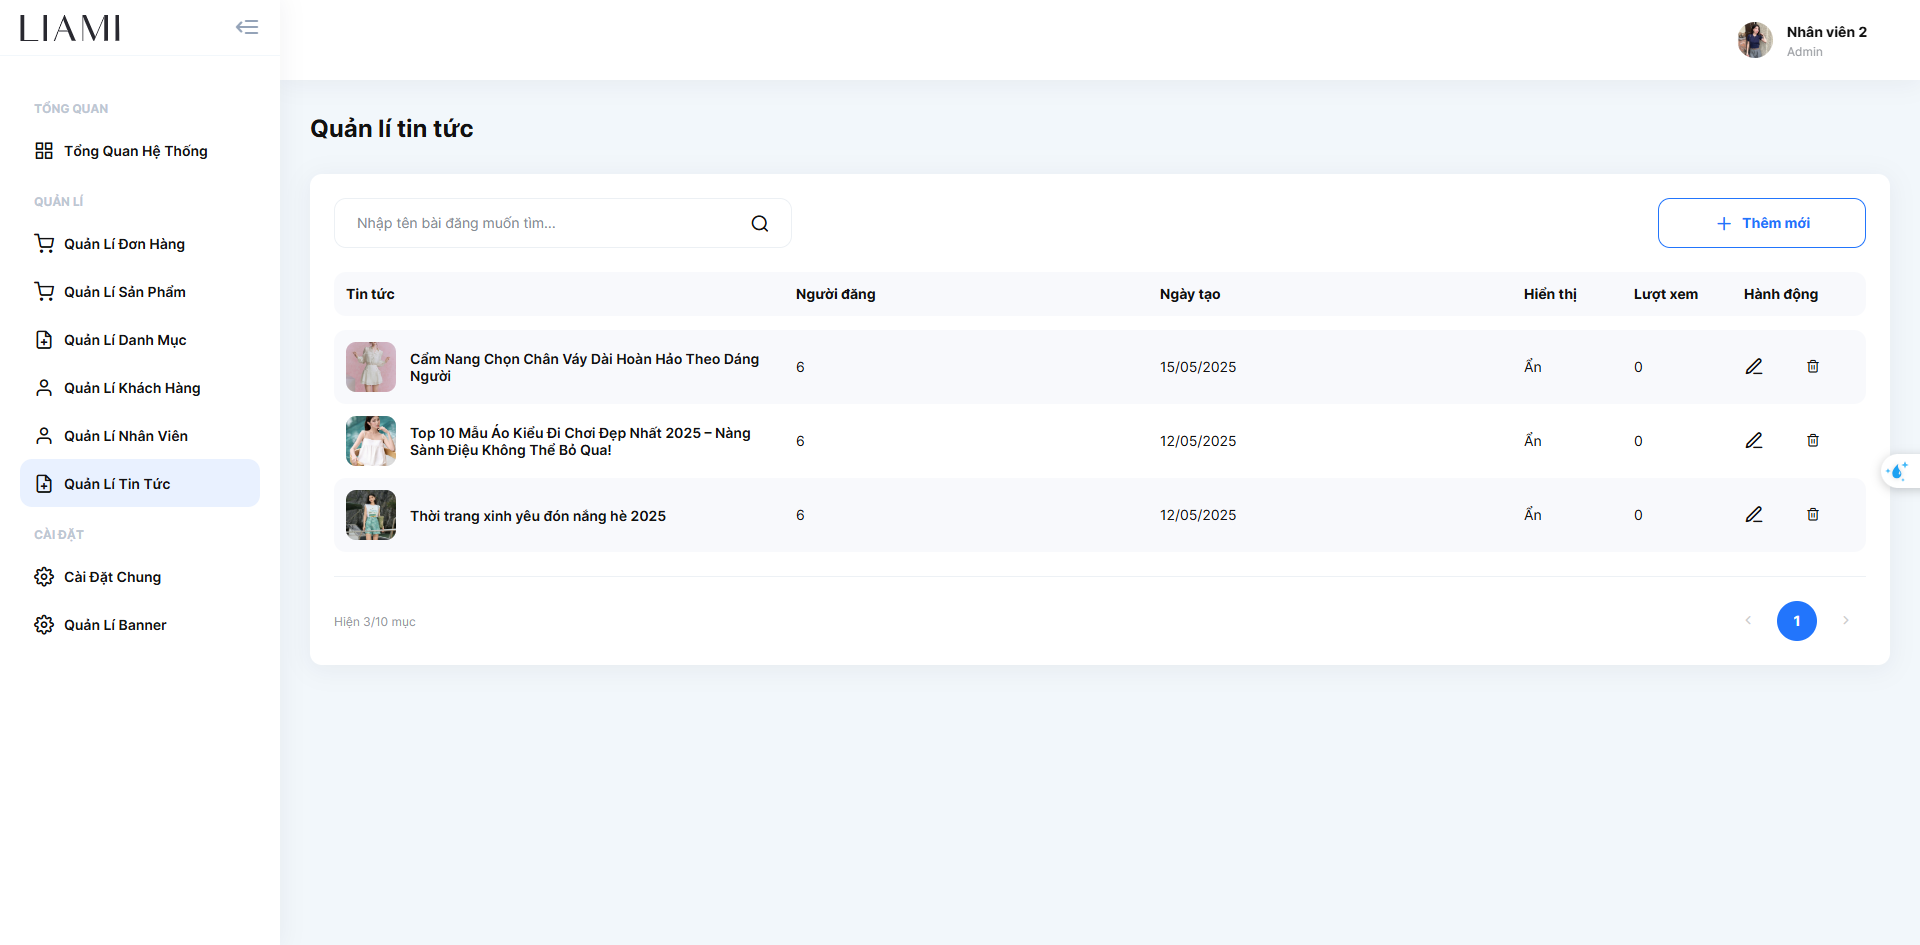 LIAMI
Nhân viên 2
Admin
TỔNG QUAN
Tổng Quan Hệ Thống
QUẢN LÍ
Quản Lí Đơn Hàng
Quản Lí Sản Phẩm
Quản Lí Danh Mục
Quản Lí Khách Hàng
Quản Lí Nhân Viên
Quản Lí Tin Tức
CÀI ĐẶT
Cài Đặt Chung
Quản Lí Banner
Quản lí tin tức
Nhập tên bài đăng muốn tìm...
Thêm mới
Tin tức Người đăng Ngày tạo Hiển thị Lượt xem Hành động
Cẩm Nang Chọn Chân Váy Dài Hoàn Hảo Theo Dáng
Người
6 15/05/2025 Ẩn 0
Top 10 Mẫu Áo Kiểu Đi Chơi Đẹp Nhất 2025 – Nàng
Sành Điệu Không Thể Bỏ Qua!
6 12/05/2025 Ẩn 0
Thời trang xinh yêu đón nắng hè 2025 6 12/05/2025 Ẩn 0
Hiện 3/10 mục
1